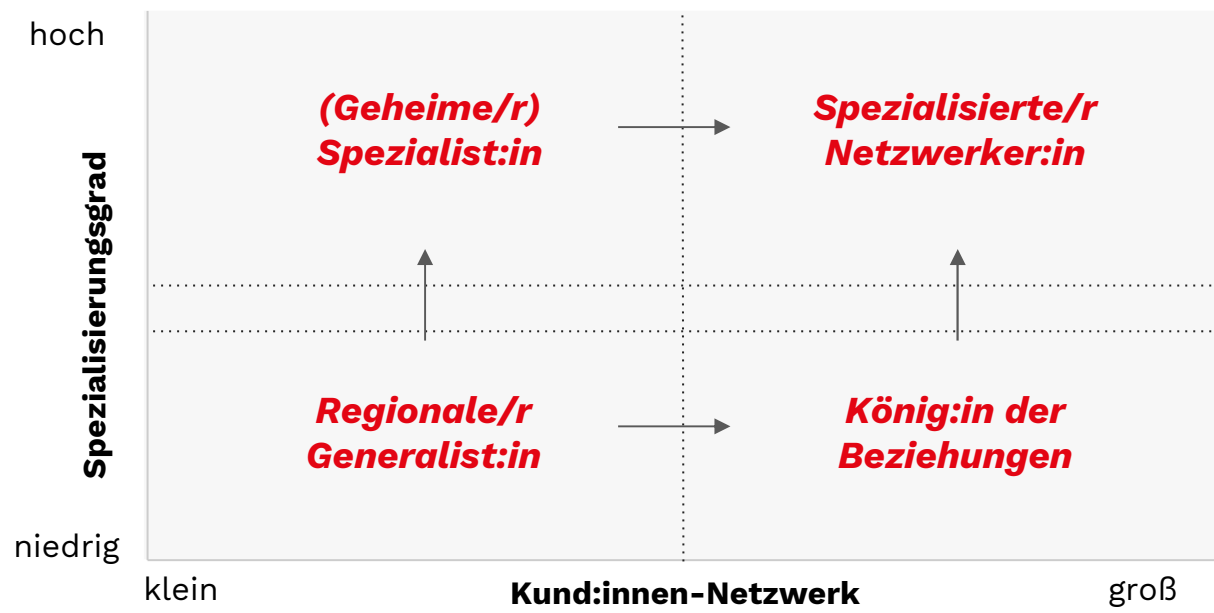 hoch
(Geheime/r)
Spezialist:in
Spezialisierte/r
Netzwerker:in
Spezialisierungsgrad
Regionale/r
Generalist:in
König:in der
Beziehungen
niedrig
klein
Kund:innen-Netzwerk
groß